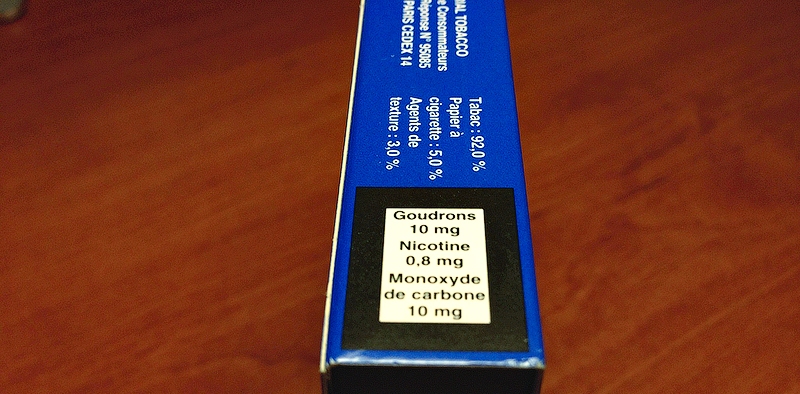 TOBACCO
Consommateurs
Réponse N° 95085
PARIS CEDEX 14
Tabac : 92,0 %
Papier à
cigarette : 5,0 %
Agents de
texture : 3,0 %
Goudrons
10 mg
Nicotine
0,8 mg
Monoxyde
de carbone
10 mg